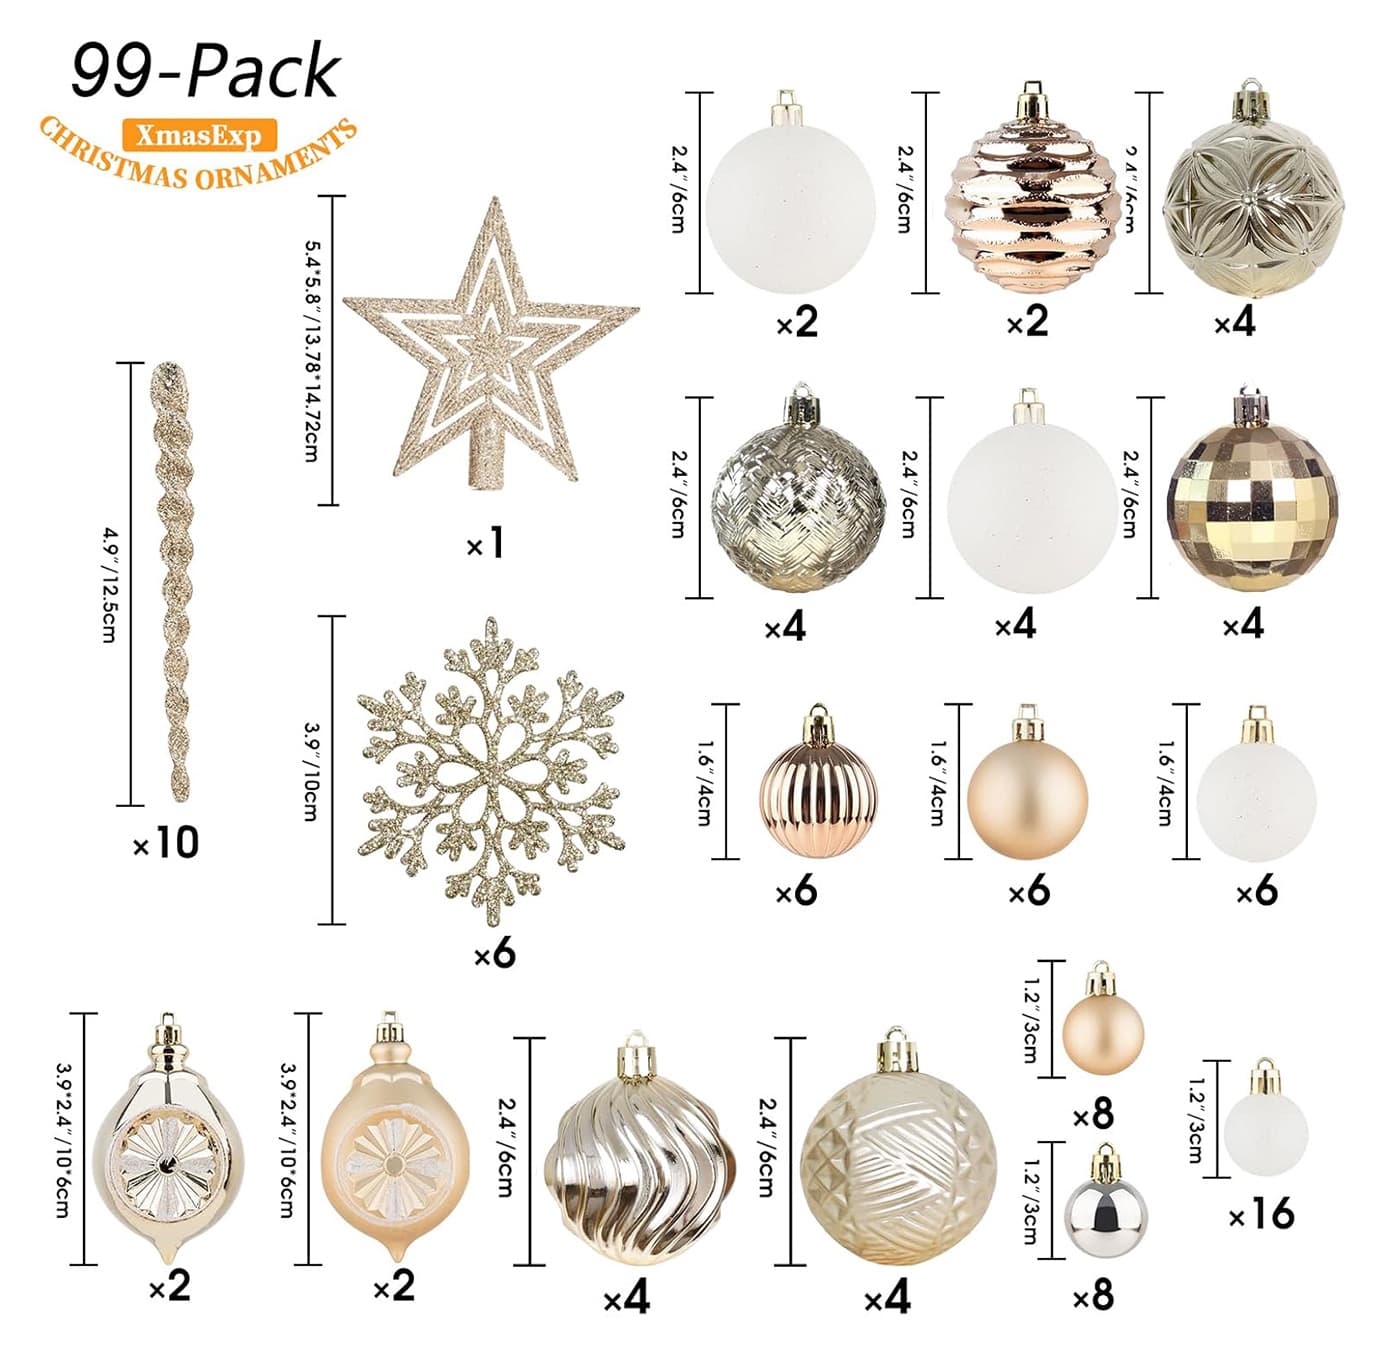 99-Pack
XmasExp
CHRISTMAS ORNAMENTS
5.4*5.8"/13.78*14.72cm
×1
4.9"/12.5cm
×10
3.9"/10cm
×6
2.4"/6cm
×2
2.4"/6cm
×2
2.4"/6cm
×4
2.4"/6cm
×4
2.4"/6cm
×4
2.4"/6cm
×4
1.6"/4cm
×6
1.6"/4cm
×6
1.6"/4cm
×6
3.9*2.4"/10*6cm
×2
3.9*2.4"/10*6cm
×2
2.4"/6cm
×4
2.4"/6cm
×4
1.2"/3cm
×8
1.2"/3cm
×8
1.2"/3cm
×16